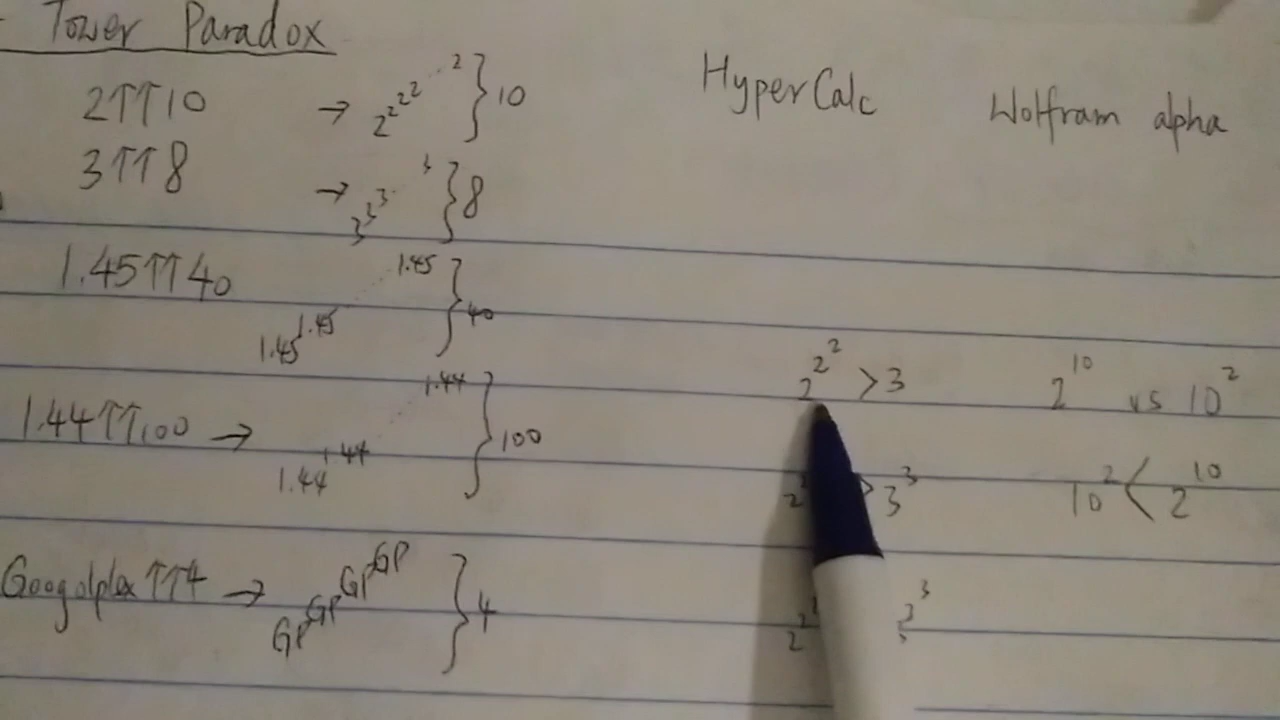 Tower Paradox
2↑↑10 → 2^2^2^2^⋯^2 } 10
HyperCalc
Wolfram alpha
3↑↑8 → 3^3^3^⋯^3 } 8
1.45↑↑40 1.45^1.45^⋯^1.45 } 40
2^2^2 > 3
2^10 vs 10^2
1.44↑↑100 → 1.44^1.44^⋯^1.44 } 100
> 3^3
10^2 < 2^10
Googolplex↑↑4 → GP^GP^GP^GP } 4